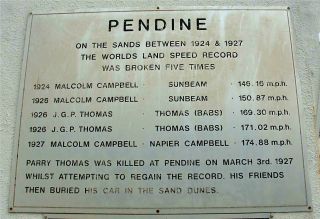 PENDINE
ON THE SANDS BETWEEN 1924 & 1927
THE WORLDS LAND SPEED RECORD
WAS BROKEN FIVE TIMES
1924 MALCOLM CAMPBELL - SUNBEAM - 146.16 m.p.h.
1926 MALCOLM CAMPBELL - SUNBEAM - 150.87 m.p.h.
1926 J.G.P. THOMAS - THOMAS (BABS) - 169.30 m.p.h.
1926 J.G.P. THOMAS - THOMAS (BABS) - 171.02 m.p.h.
1927 MALCOLM CAMPBELL - NAPIER CAMPBELL - 174.88 m.p.h.
PARRY THOMAS WAS KILLED AT PENDINE ON MARCH 3rd. 1927
WHILST ATTEMPTING TO REGAIN THE RECORD. HIS FRIENDS
THEN BURIED HIS CAR IN THE SAND DUNES.